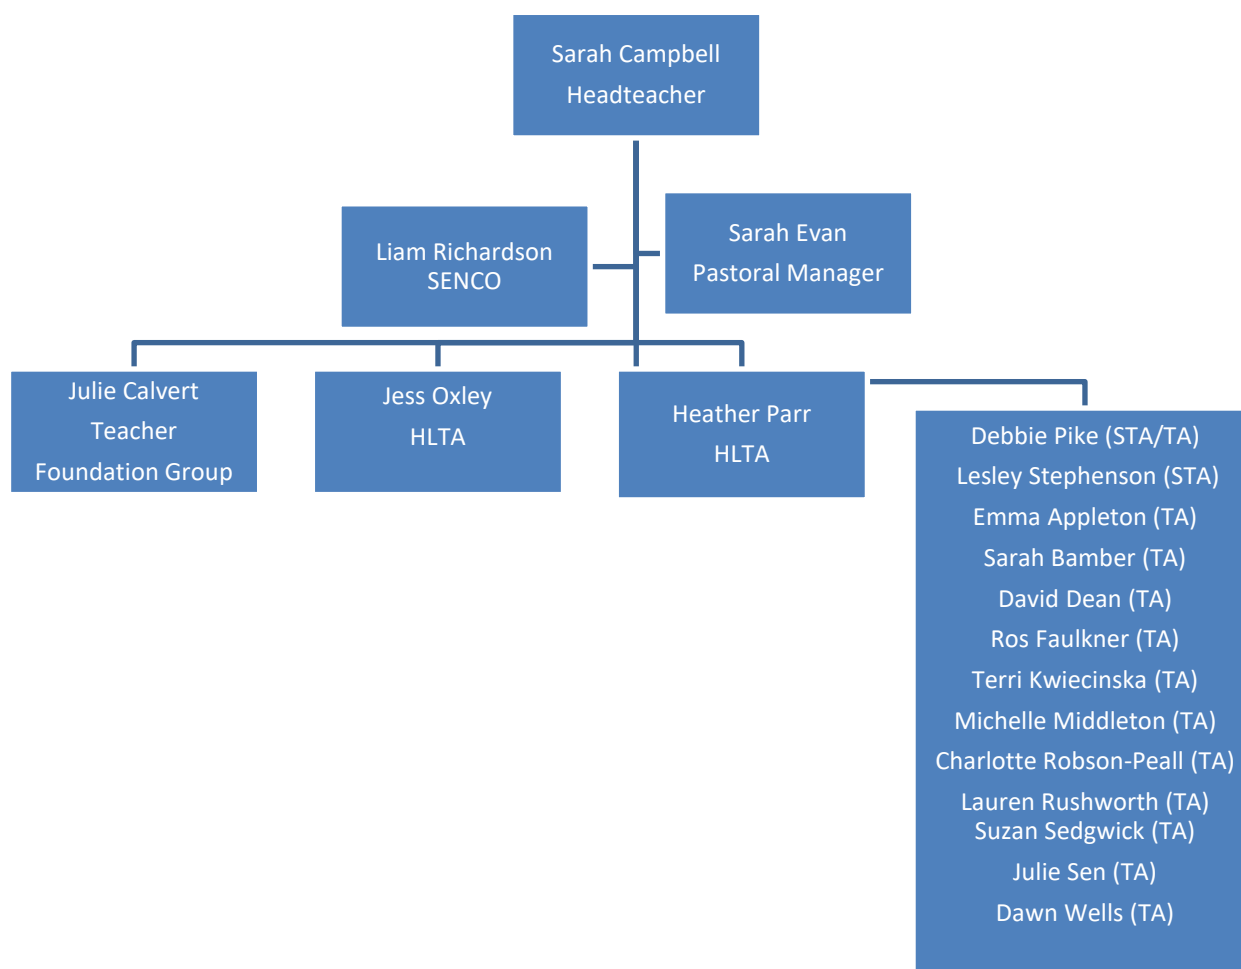 Sarah Campbell
Headteacher
Liam Richardson
SENCO
Sarah Evan
Pastoral Manager
Julie Calvert
Teacher
Foundation Group
Jess Oxley
HLTA
Heather Parr
HLTA
Debbie Pike (STA/TA)
Lesley Stephenson (STA)
Emma Appleton (TA)
Sarah Bamber (TA)
David Dean (TA)
Ros Faulkner (TA)
Terri Kwiecinska (TA)
Michelle Middleton (TA)
Charlotte Robson-Peall (TA)
Lauren Rushworth (TA)
Suzan Sedgwick (TA)
Julie Sen (TA)
Dawn Wells (TA)